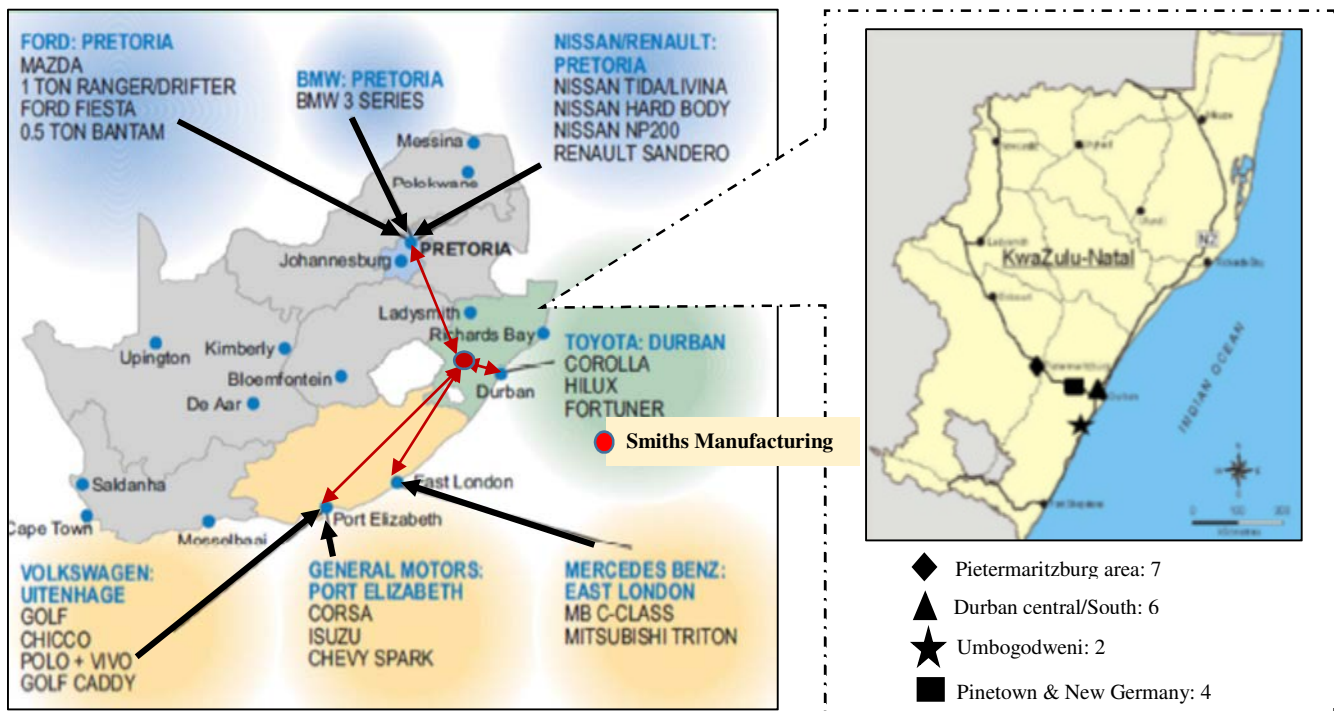 FORD: PRETORIA
MAZDA
1 TON RANGER/DRIFTER
FORD FIESTA
0.5 TON BANTAM
BMW: PRETORIA
BMW 3 SERIES
NISSAN/RENAULT:
PRETORIA
NISSAN TIDA/LIVINA
NISSAN HARD BODY
NISSAN NP200
RENAULT SANDERO
Messina
Polokwane
PRETORIA
Johannesburg
Ladysmith
Richards Bay
Upington
Kimberly
Bloemfontein
Durban
De Aar
TOYOTA: DURBAN
COROLLA
HILUX
FORTUNER
Smiths Manufacturing
Saldanha
East London
Cape Town
Port Elizabeth
Mosselbaai
VOLKSWAGEN:
UITENHAGE
GOLF
CHICCO
POLO + VIVO
GOLF CADDY
GENERAL MOTORS:
PORT ELIZABETH
CORSA
ISUZU
CHEVY SPARK
MERCEDES BENZ:
EAST LONDON
MB C-CLASS
MITSUBISHI TRITON
N2
KwaZulu-Natal
Pietermaritzburg
Durban
INDIAN OCEAN
0 100 200
Pietermaritzburg area: 7
Durban central/South: 6
Umbogodweni: 2
Pinetown & New Germany: 4